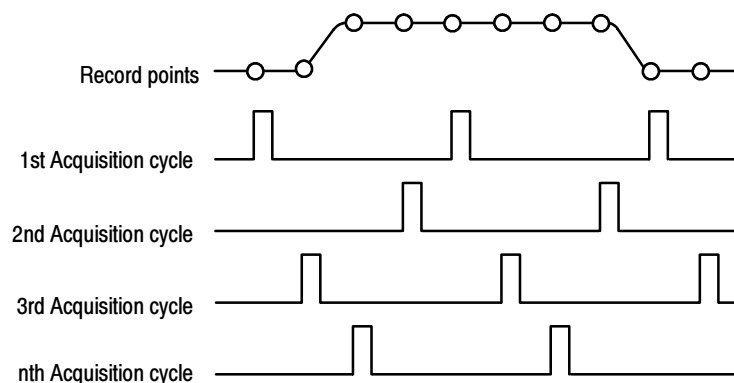 Record points
1st Acquisition cycle
2nd Acquisition cycle
3rd Acquisition cycle
nth Acquisition cycle